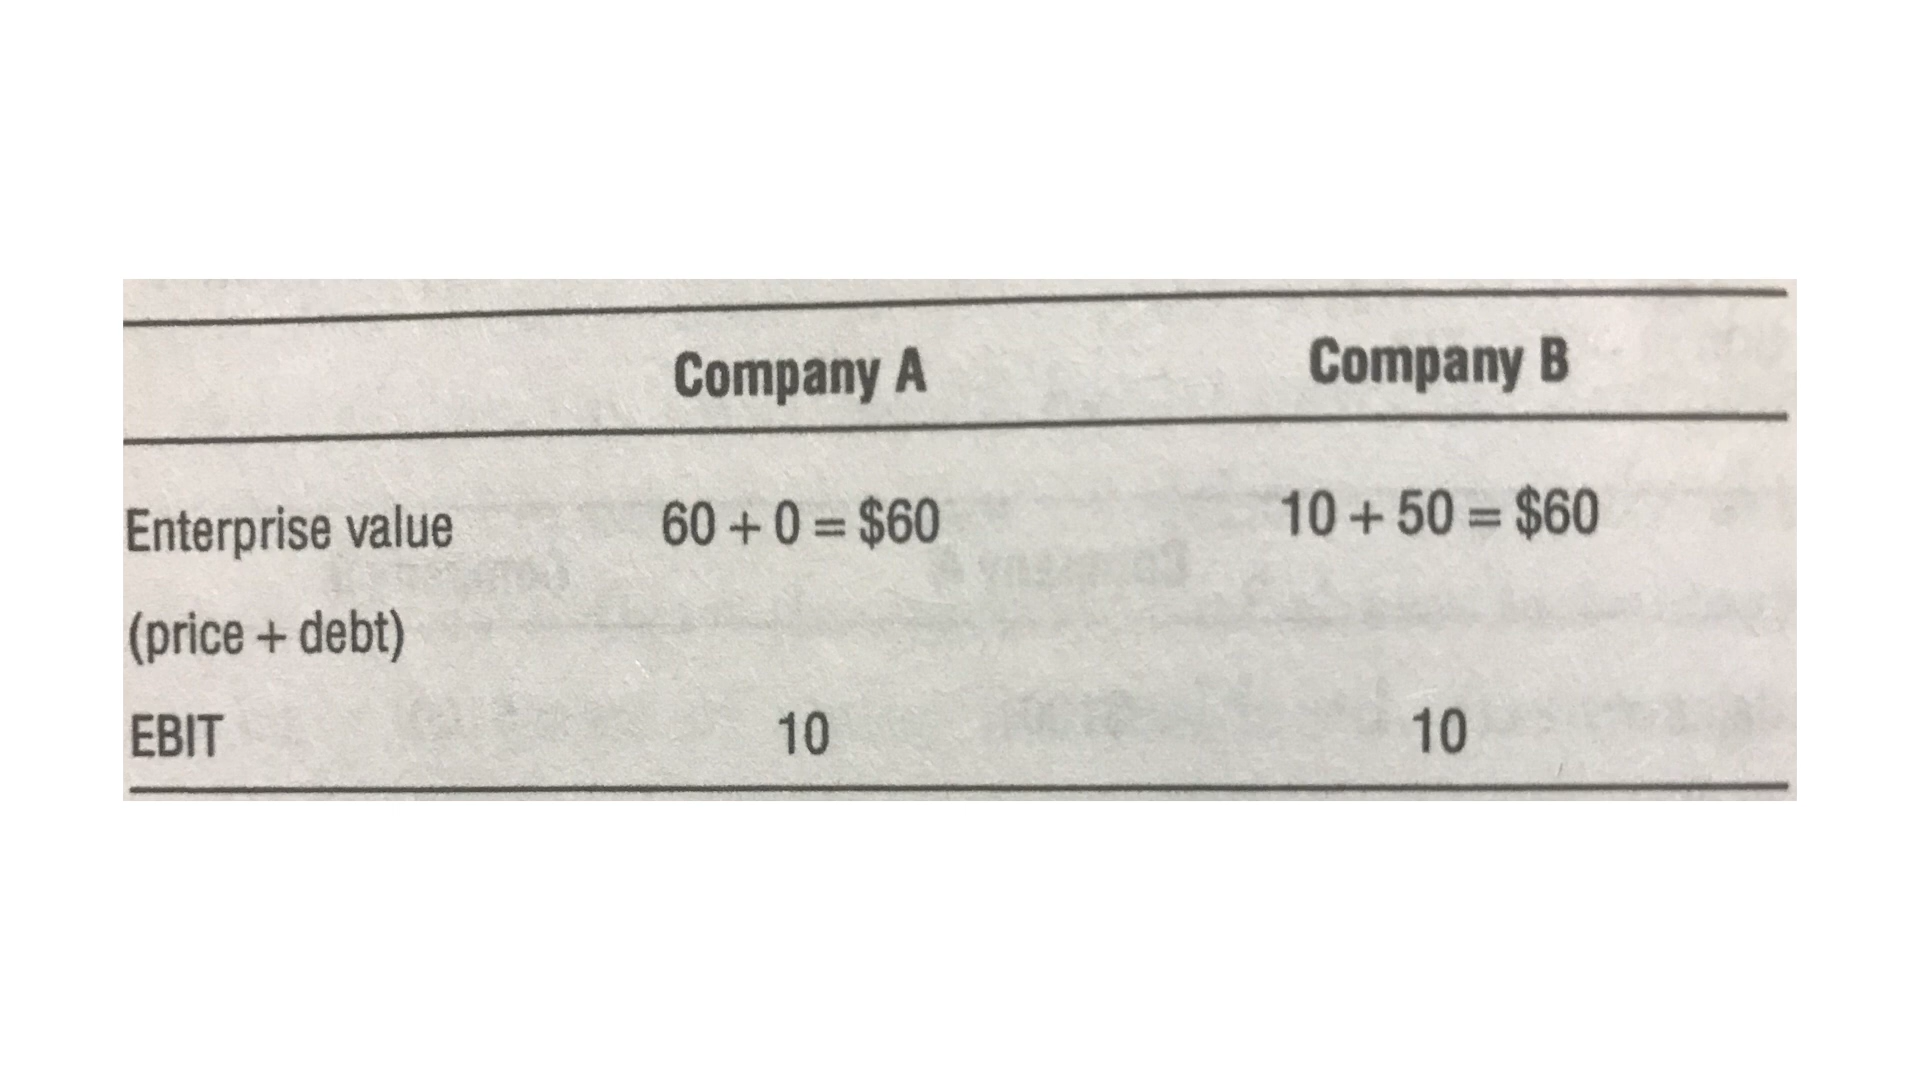 Company A Company B
Enterprise value 60 + 0 = $60 10 + 50 = $60
(price + debt)
EBIT 10 10